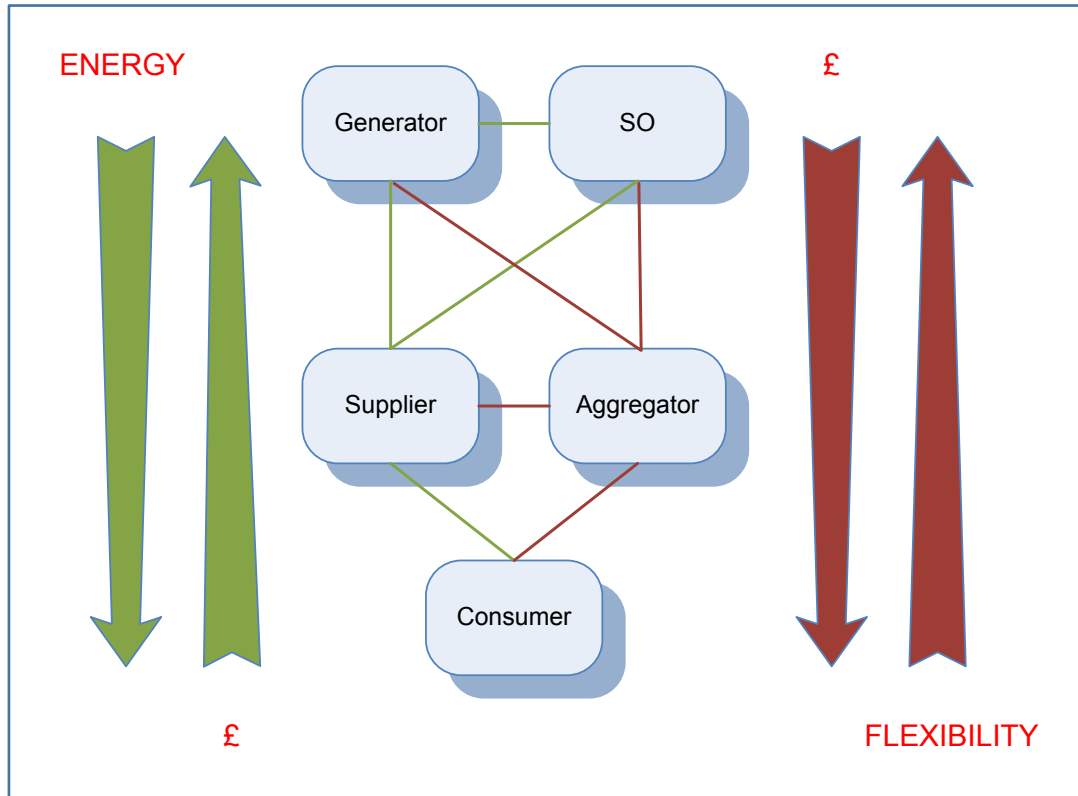 ENERGY
£
Generator
SO
Supplier
Aggregator
Consumer
£
FLEXIBILITY